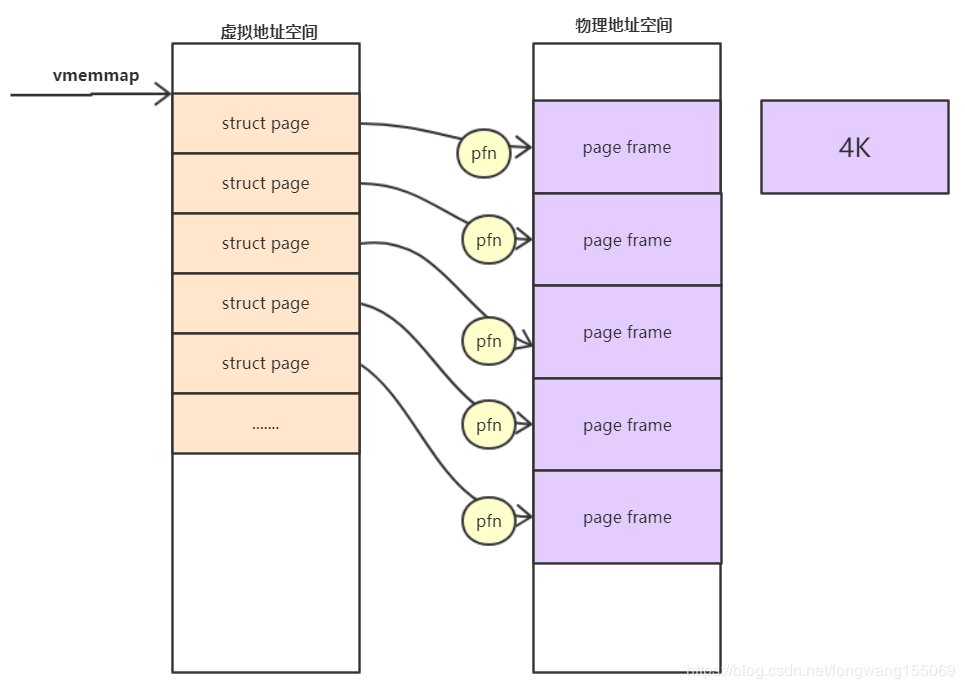 虚拟地址空间
物理地址空间
vmemmap
struct page
struct page
struct page
struct page
struct page
.......
pfn
pfn
pfn
pfn
pfn
page frame
page frame
page frame
page frame
page frame
4K
https://blog.csdn.net/longwang155069